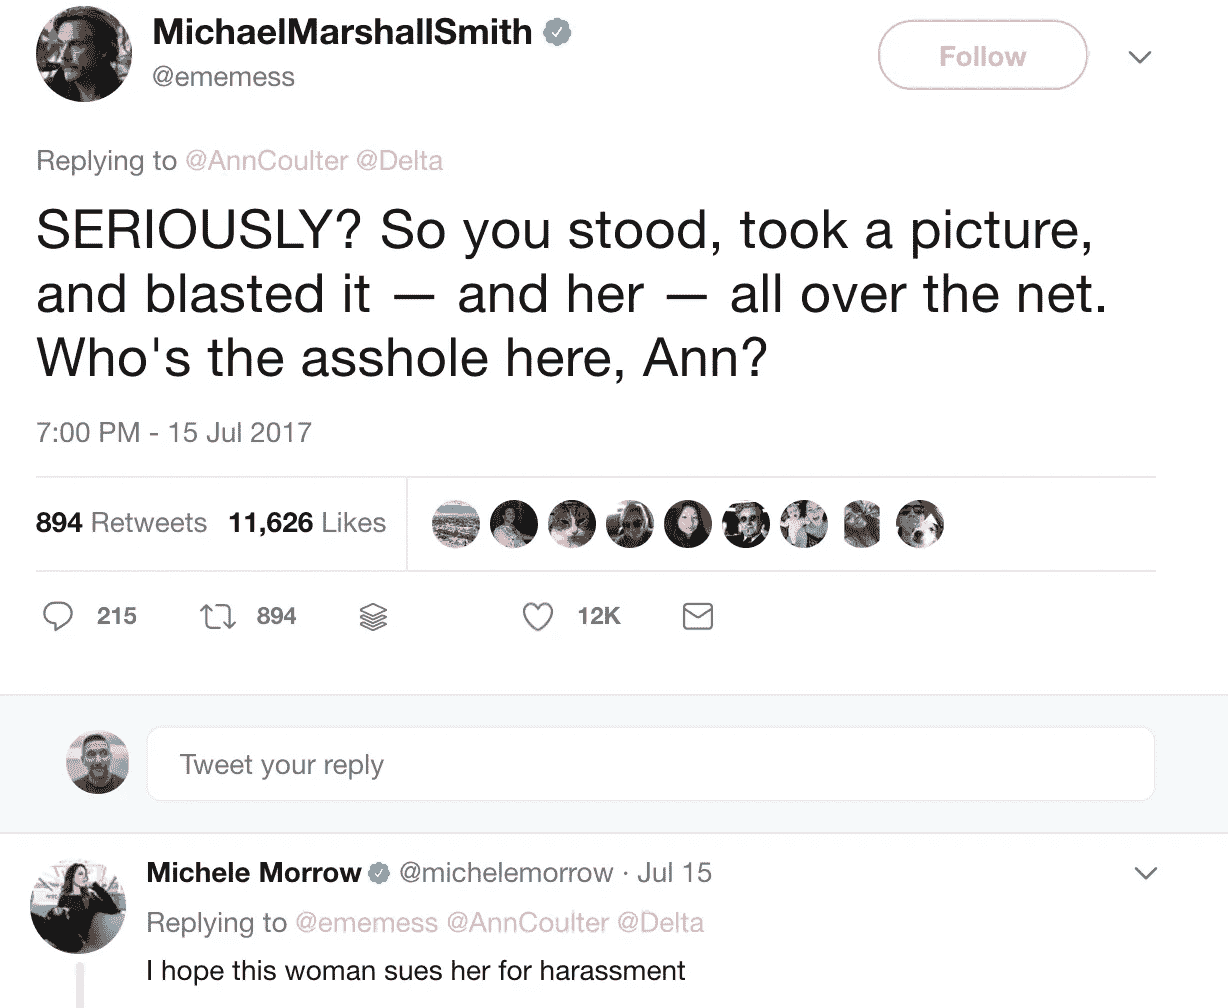 MichaelMarshallSmith
@ememess
Follow
Replying to @AnnCoulter @Delta
SERIOUSLY? So you stood, took a picture,
and blasted it — and her — all over the net.
Who's the asshole here, Ann?
7:00 PM - 15 Jul 2017
894 Retweets 11,626 Likes
215 894 12K
Tweet your reply
Michele Morrow @michelemorrow · Jul 15
Replying to @ememess @AnnCoulter @Delta
I hope this woman sues her for harassment